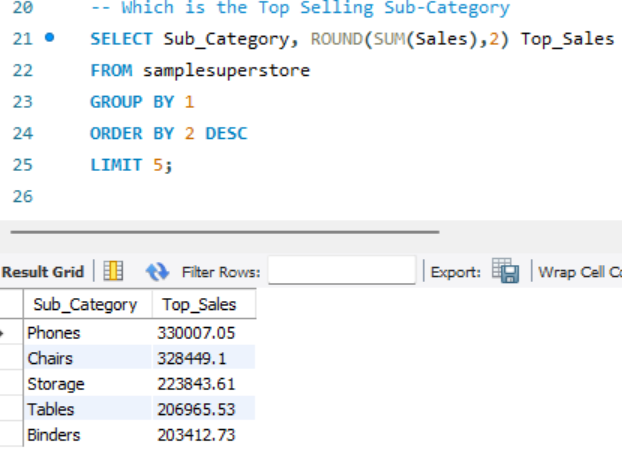 20 -- Which is the Top Selling Sub-Category
21 SELECT Sub_Category, ROUND(SUM(Sales),2) Top_Sales
22 FROM samplesuperstore
23 GROUP BY 1
24 ORDER BY 2 DESC
25 LIMIT 5;
26
Result Grid Filter Rows: Export: Wrap Cell
Sub_Category Top_Sales
Phones 330007.05
Chairs 328449.1
Storage 223843.61
Tables 206965.53
Binders 203412.73